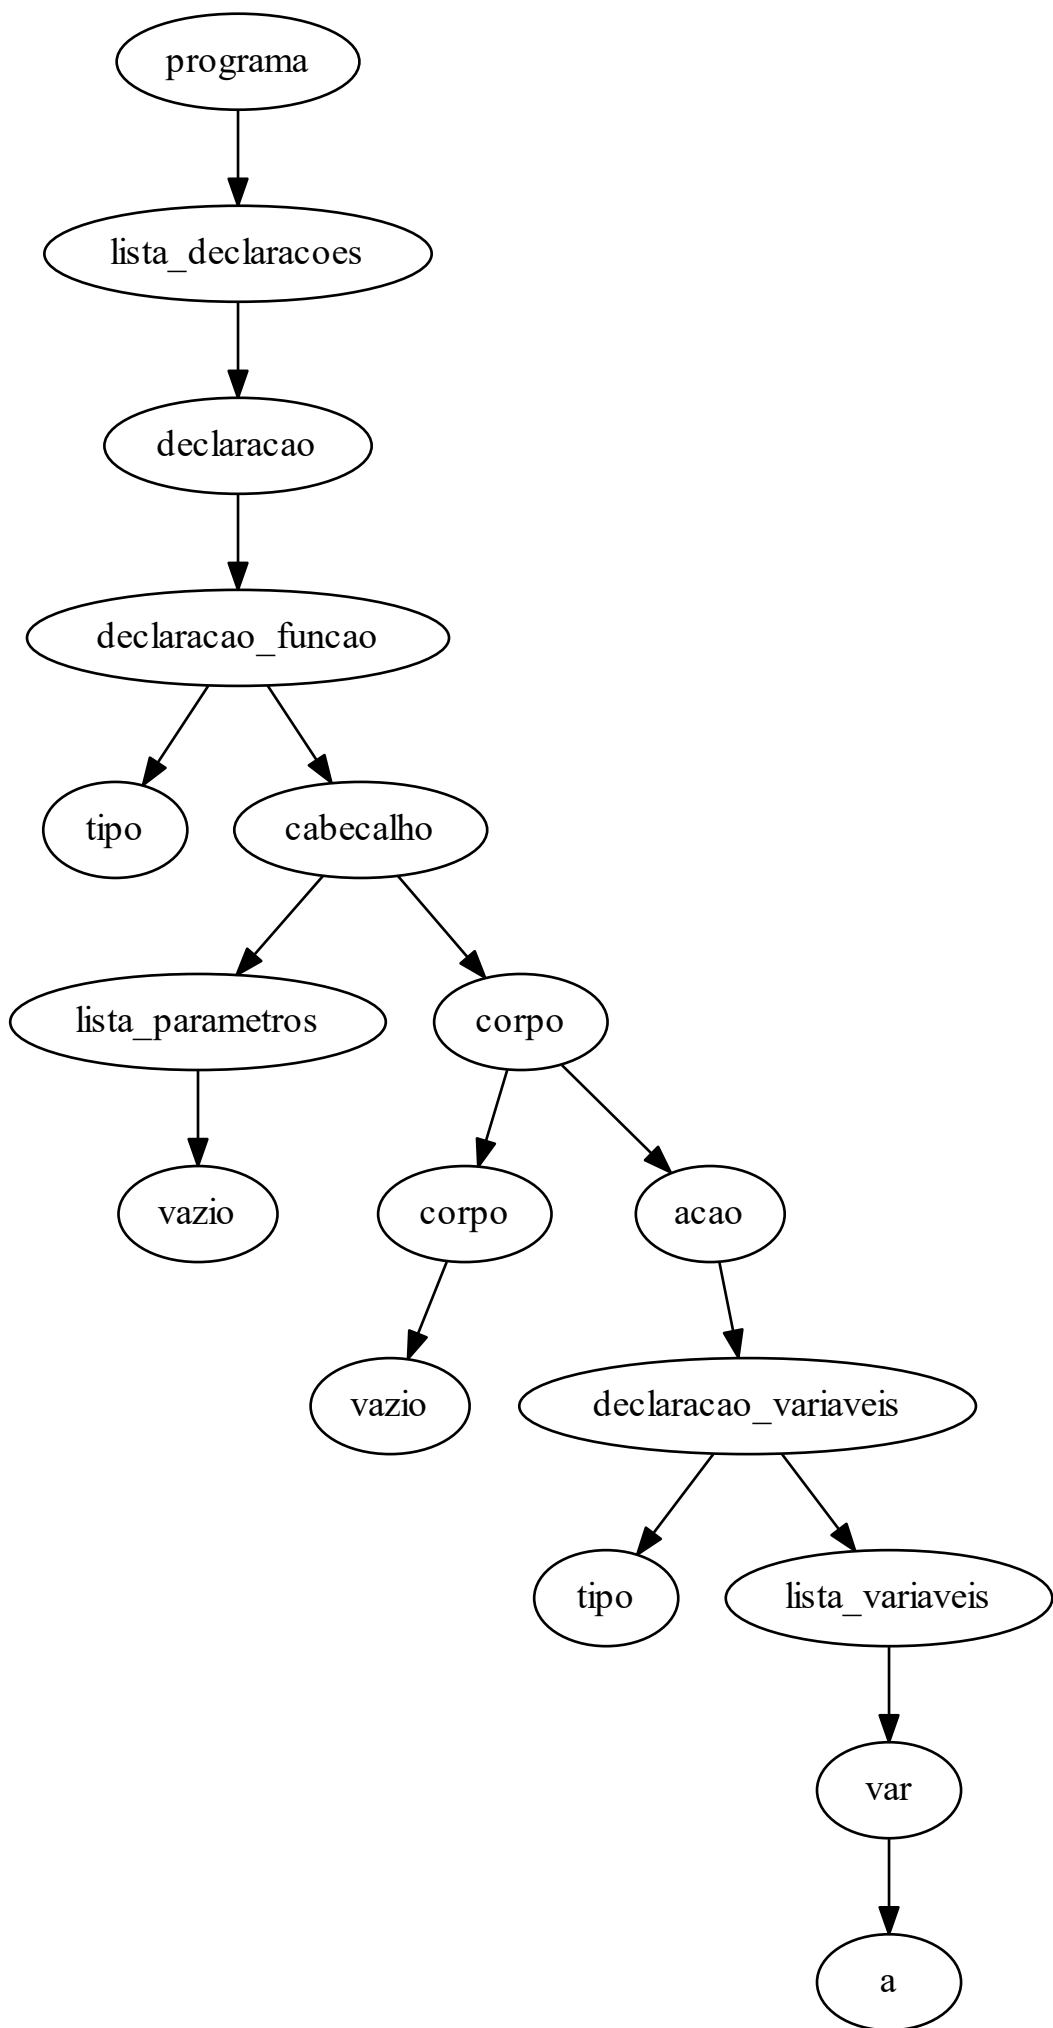 programa
lista_declaracoes
declaracao
declaracao_funcao
tipo
cabecalho
lista_parametros
corpo
vazio
corpo
acao
vazio
declaracao_variaveis
tipo
lista_variaveis
var
a